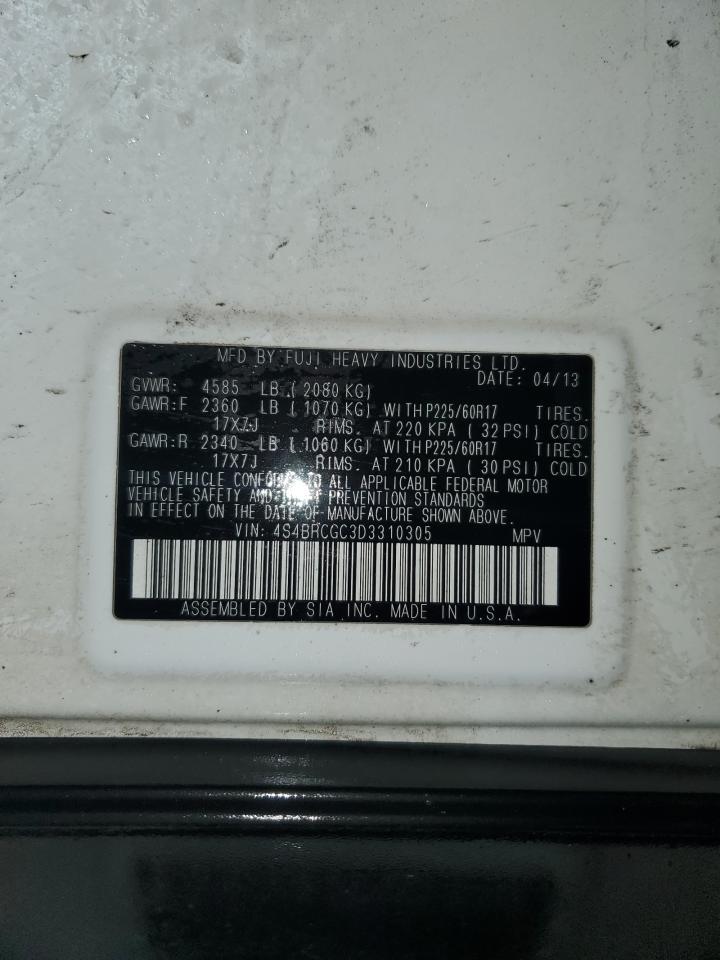 MFD BY FUJI HEAVY INDUSTRIES LTD.
DATE: 04/13
GVWR: 4585 LB ( 2080 KG)
GAWR:F 2360 LB ( 1070 KG) WITH P225/60R17 TIRES.
17X7J RIMS. AT 220 KPA ( 32 PSI) COLD
GAWR:R 2340 LB ( 1060 KG) WITH P225/60R17 TIRES.
17X7J RIMS. AT 210 KPA ( 30 PSI) COLD
THIS VEHICLE CONFORMS TO ALL APPLICABLE FEDERAL MOTOR
VEHICLE SAFETY AND THEFT PREVENTION STANDARDS
IN EFFECT ON THE DATE OF MANUFACTURE SHOWN ABOVE.
VIN: 4S4BRCGC3D3310305 MPV
ASSEMBLED BY SIA INC. MADE IN U.S.A.